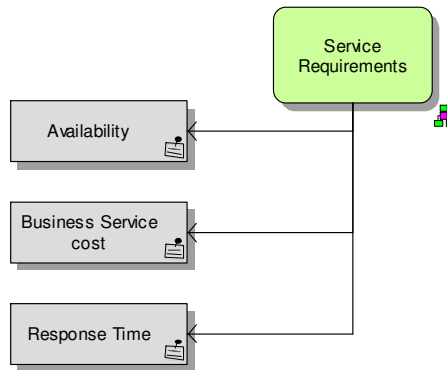 Service
Requirements
Availability
Business Service
cost
Response Time